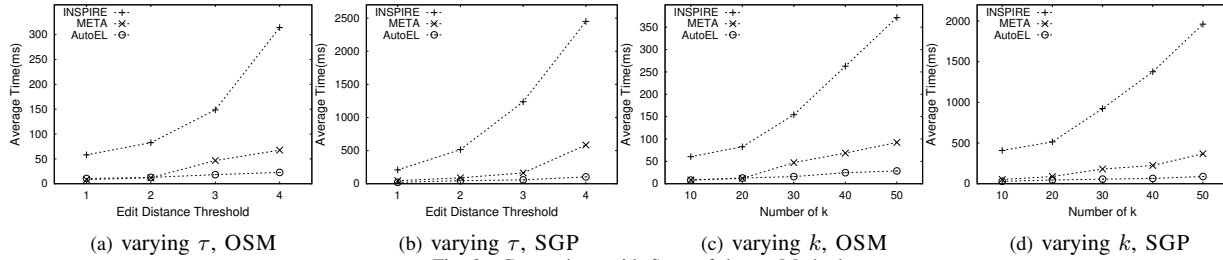 INSPIRE
META
AutoEL
300
250
200
150
100
50
0
Average Time(ms)
1 2 3 4
Edit Distance Threshold
(a) varying τ, OSM
INSPIRE
META
AutoEL
2500
2000
1500
1000
500
0
Average Time(ms)
1 2 3 4
Edit Distance Threshold
(b) varying τ, SGP
INSPIRE
META
AutoEL
350
300
250
200
150
100
50
0
Average Time(ms)
10 20 30 40 50
Number of k
(c) varying k, OSM
INSPIRE
META
AutoEL
2000
1500
1000
500
0
Average Time(ms)
10 20 30 40 50
Number of k
(d) varying k, SGP